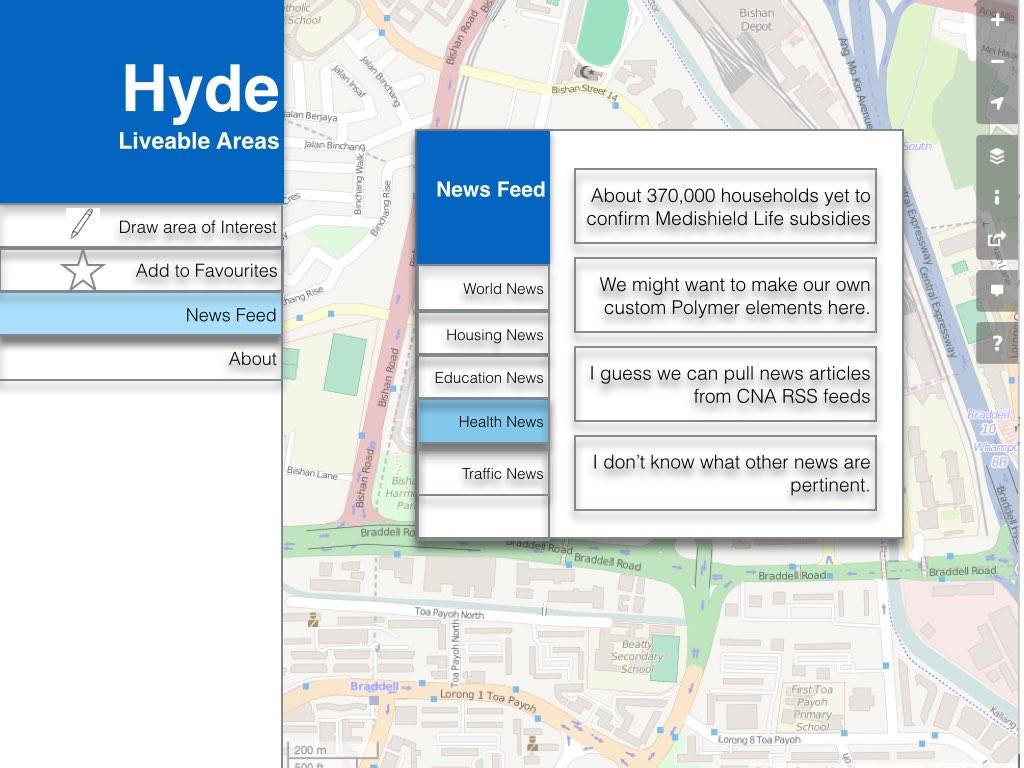 Hyde
Liveable Areas
Draw area of Interest
Add to Favourites
News Feed
About
News Feed
World News
Housing News
Education News
Health News
Traffic News
About 370,000 households yet to
confirm Medishield Life subsidies
We might want to make our own
custom Polymer elements here.
I guess we can pull news articles
from CNA RSS feeds
I don't know what other news are
pertinent.
School
Bishan Road
Jalan Binchang
Jalan Insaf
Jalan Berjaya
Jalan Binchang
Binchang Walk
Binchang Rise
Bishan Street 14
Bishan
Depot
Ang Mo Kio Avenue
South
Central Expressway
Central Expressway
Bishan Road
Bishan Road
Bishan Lane
Braddell Road
Braddell Road
Braddell Road
Braddell Road
Braddell Road
Braddell
10
8B
Toa Payoh North
Toa Payoh North
Beatty
Secondary
School
Braddell
Lorong 1 Toa Payoh
First Toa
Payoh
Primary
School
Lorong 8 Toa Payoh
Kallang
200 m
500 ft
+
−
i
?